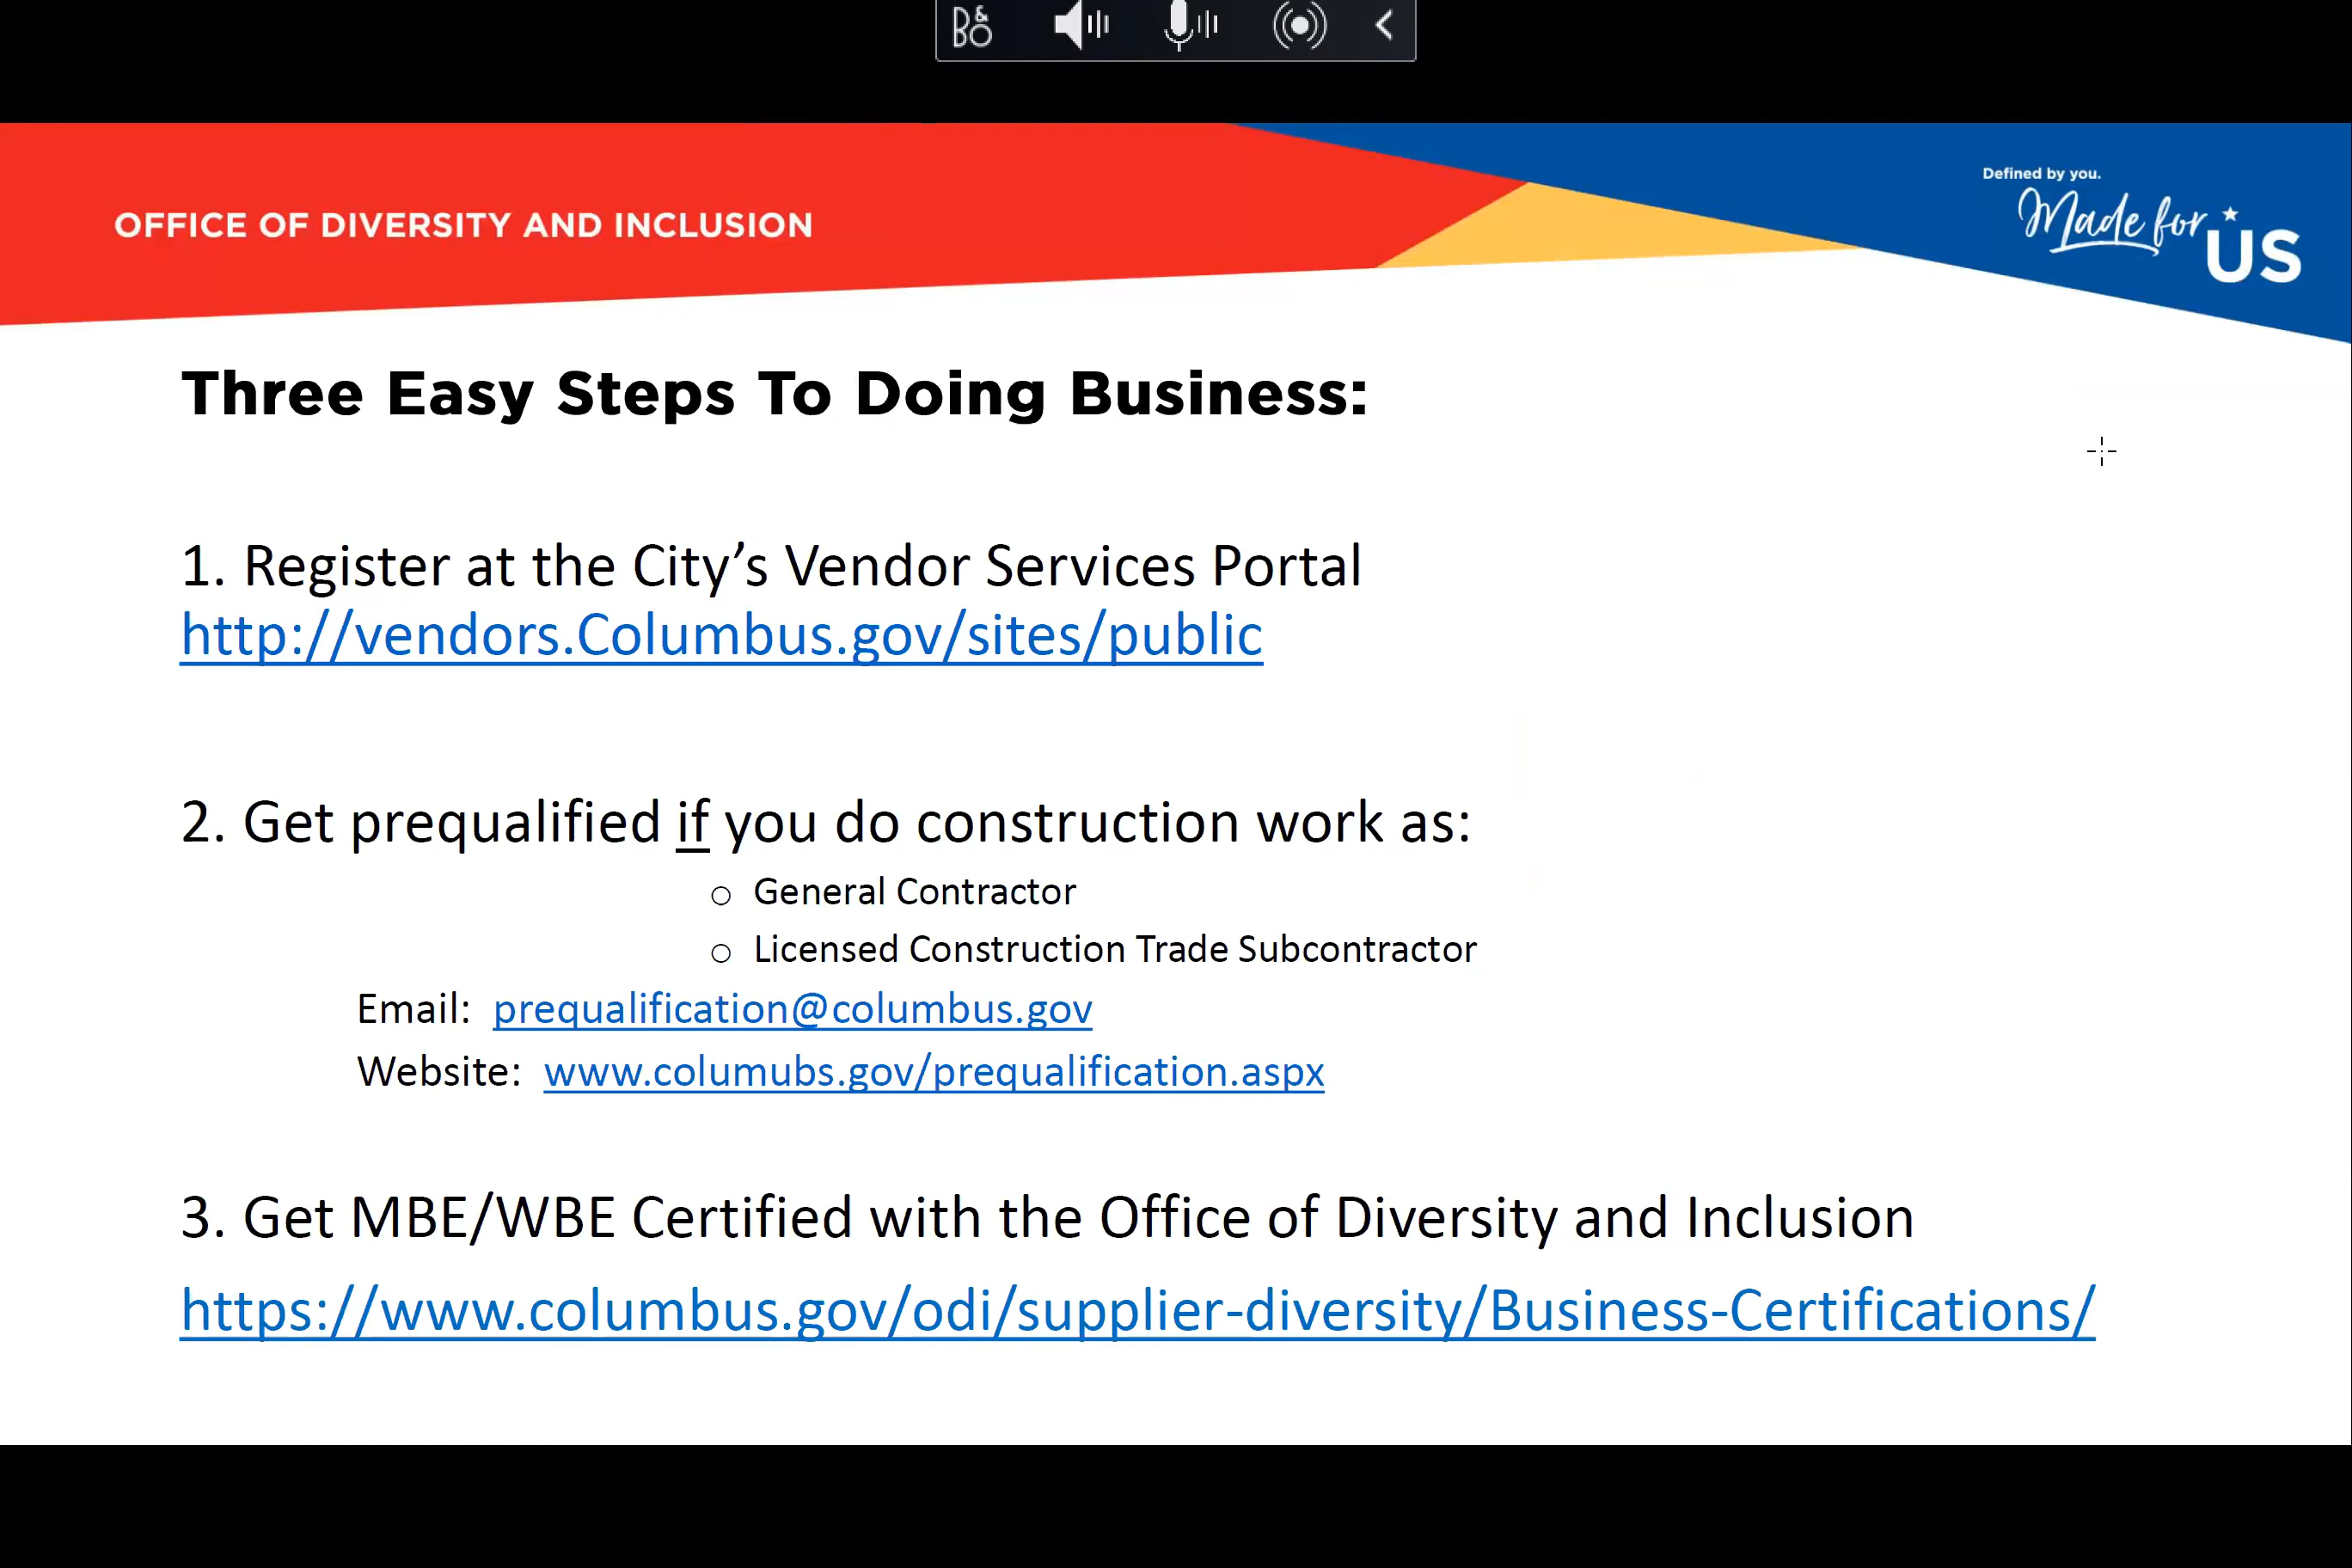 B&O
OFFICE OF DIVERSITY AND INCLUSION
Defined by you.
Made for
US
Three Easy Steps To Doing Business:
1. Register at the City’s Vendor Services Portal
http://vendors.Columbus.gov/sites/public
2. Get prequalified if you do construction work as:
○ General Contractor
○ Licensed Construction Trade Subcontractor
Email: prequalification@columbus.gov
Website: www.columubs.gov/prequalification.aspx
3. Get MBE/WBE Certified with the Office of Diversity and Inclusion
https://www.columbus.gov/odi/supplier-diversity/Business-Certifications/